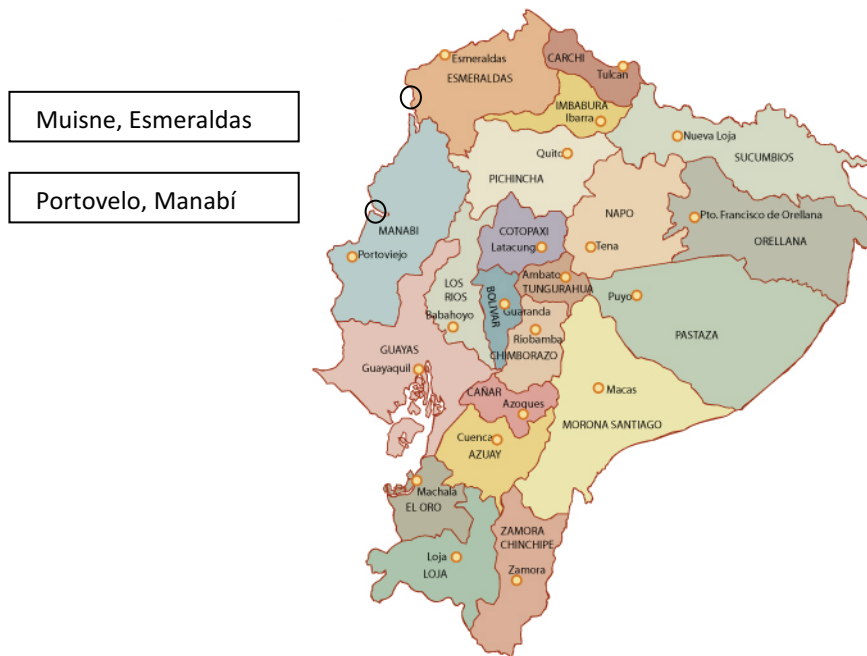 Muisne, Esmeraldas
Portovelo, Manabí
Esmeraldas
ESMERALDAS
CARCHI
Tulcan
IMBABURA
Ibarra
Nueva Loja
SUCUMBIOS
Quito
PICHINCHA
NAPO
Pto. Francisco de Orellana
ORELLANA
MANABI
Portoviejo
COTOPAXI
Latacung
Tena
Ambato
TUNGURAHUA
LOS
RIOS
Babahoyo
BOLIVAR
Guaranda
Puyo
Riobamba
CHIMBORAZO
PASTAZA
GUAYAS
Guayaquil
CAÑAR
Azoques
Macas
MORONA SANTIAGO
Cuenca
AZUAY
Machala
EL ORO
ZAMORA
CHINCHIPE
Loja
LOJA
Zamora